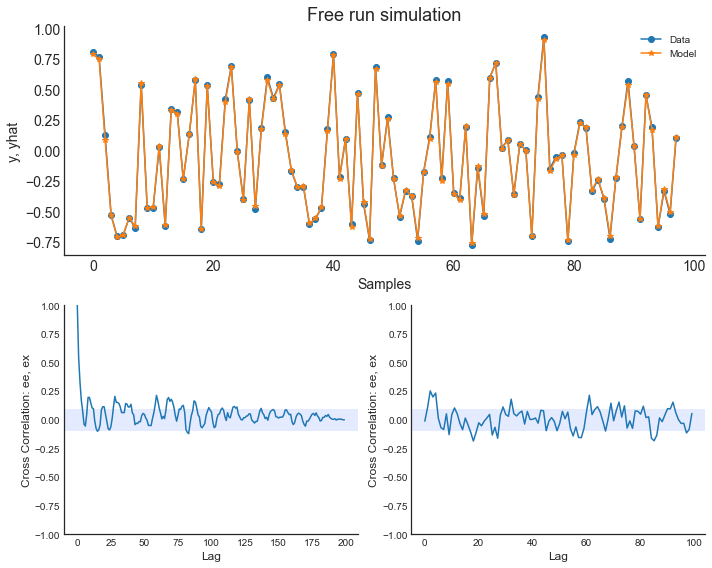 Free run simulation
y, yhat
1.00
0.75
0.50
0.25
0.00
−0.25
−0.50
−0.75
Data
Model
0 20 40 60 80 100
Samples
Cross Correlation: ee, ex
1.00
0.75
0.50
0.25
0.00
−0.25
−0.50
−0.75
−1.00
0 25 50 75 100 125 150 175 200
Lag
Cross Correlation: ee, ex
1.00
0.75
0.50
0.25
0.00
−0.25
−0.50
−0.75
−1.00
0 20 40 60 80 100
Lag